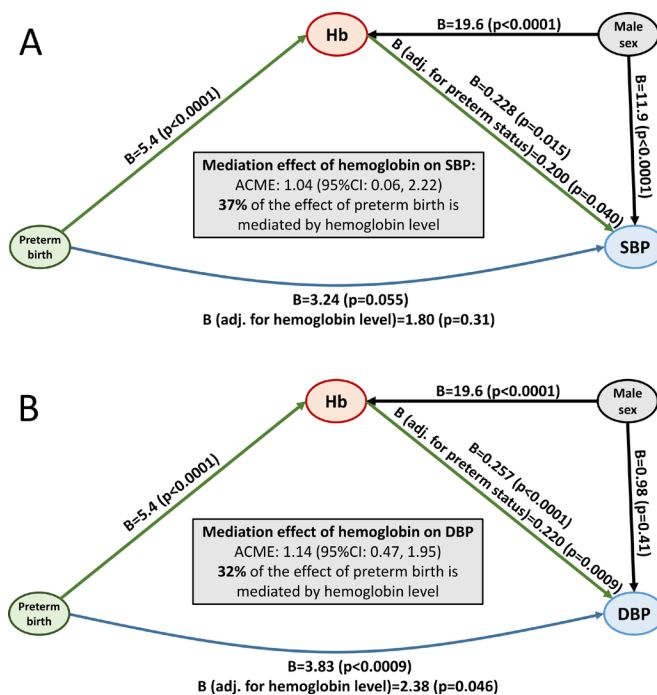 A
Hb
B=19.6 (p<0.0001)
Male
sex
B=5.4 (p<0.0001)
B=0.228 (p=0.015)
B (adj. for preterm status)=0.200 (p=0.040)
B=11.9 (p<0.0001)
Mediation effect of hemoglobin on SBP:
ACME: 1.04 (95%CI: 0.06, 2.22)
37% of the effect of preterm birth is
mediated by hemoglobin level
Preterm
birth
SBP
B=3.24 (p=0.055)
B (adj. for hemoglobin level)=1.80 (p=0.31)
B
Hb
B=19.6 (p<0.0001)
Male
sex
B=5.4 (p<0.0001)
B=0.257 (p<0.0001)
B (adj. for preterm status)=0.220 (p=0.0009)
B=0.98 (p=0.41)
Mediation effect of hemoglobin on DBP
ACME: 1.14 (95%CI: 0.47, 1.95)
32% of the effect of preterm birth is
mediated by hemoglobin level
Preterm
birth
DBP
B=3.83 (p<0.0009)
B (adj. for hemoglobin level)=2.38 (p=0.046)